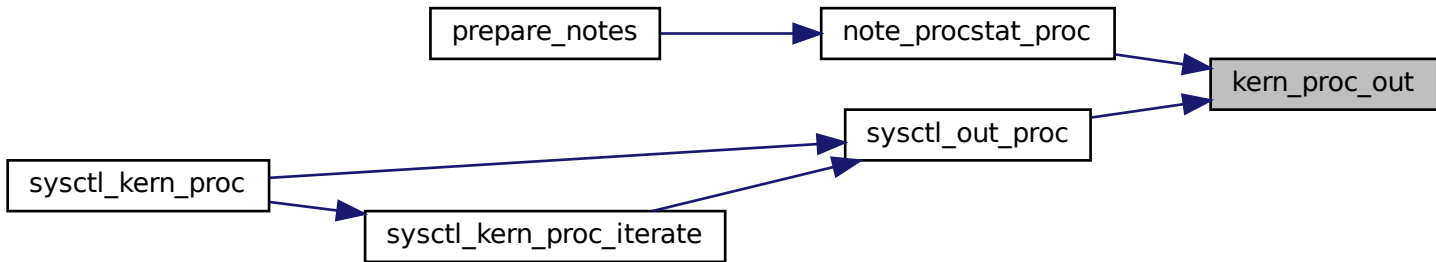 prepare_notes
note_procstat_proc
kern_proc_out
sysctl_out_proc
sysctl_kern_proc
sysctl_kern_proc_iterate